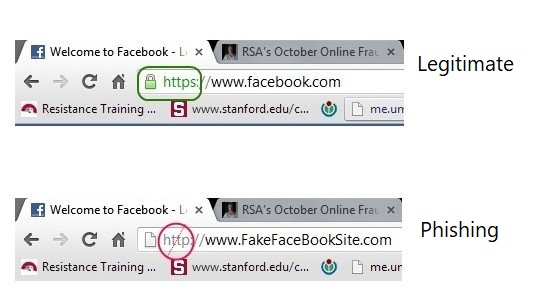 Welcome to Facebook - L RSA's October Online Frau
Legitimate
https://www.facebook.com
Resistance Training ... www.stanford.edu/c... me.um
Welcome to Facebook - L RSA's October Online Frau
Phishing
http://www.FakeFaceBookSite.com
Resistance Training ... www.stanford.edu/c... me.un